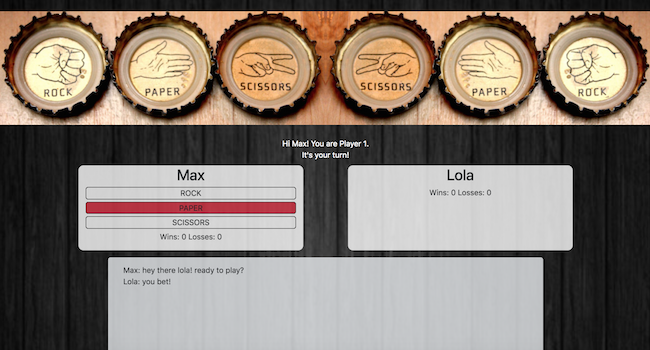 ROCK PAPER SCISSORS SCISSORS PAPER ROCK
Hi Max! You are Player 1.
It's your turn!
Max
ROCK
PAPER
SCISSORS
Wins: 0 Losses: 0
Lola
Wins: 0 Losses: 0
Max: hey there lola! ready to play?
Lola: you bet!